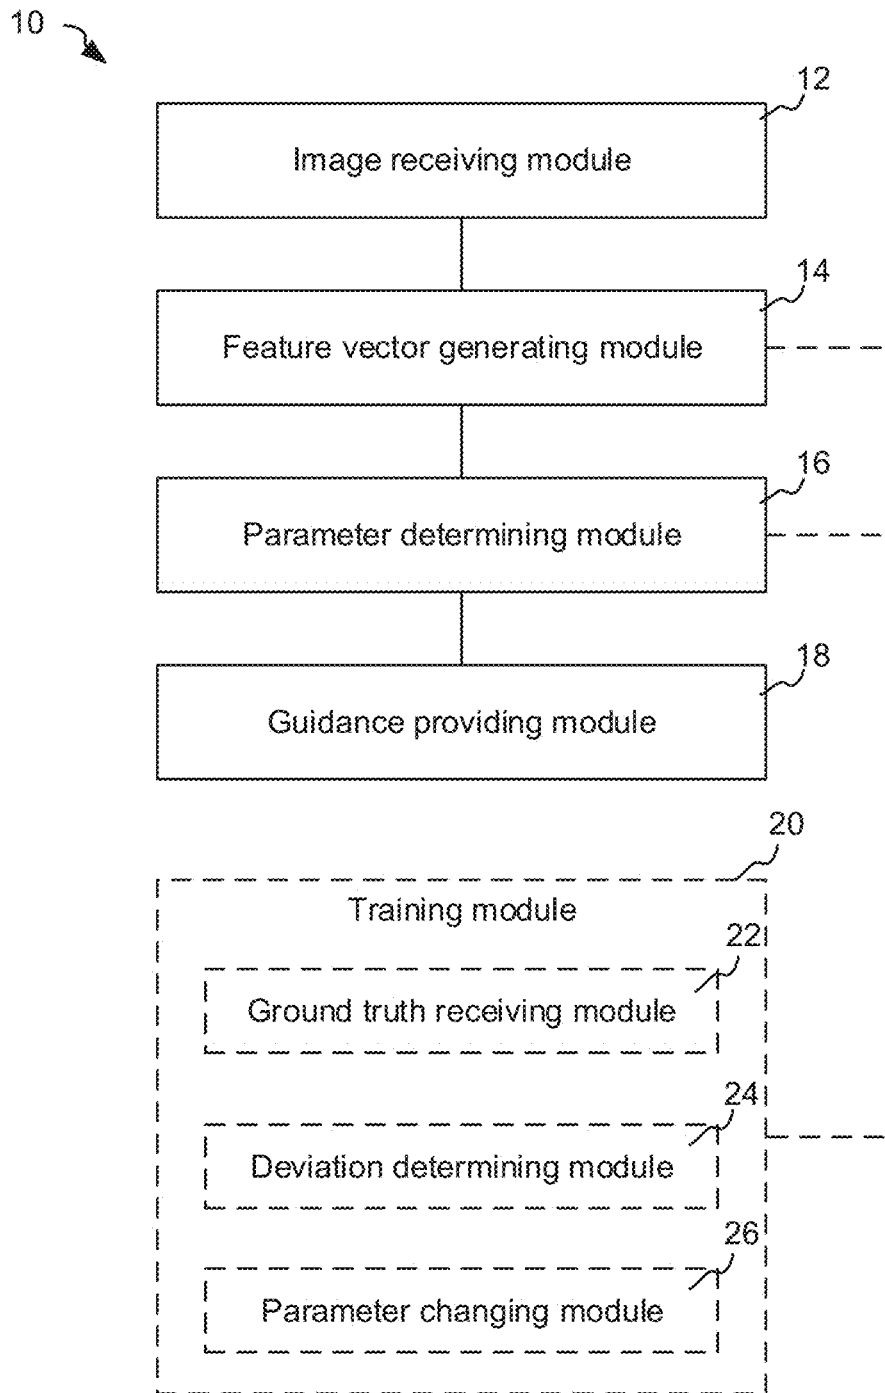 10
12
Image receiving module
14
Feature vector generating module
16
Parameter determining module
18
Guidance providing module
20
Training module
22
Ground truth receiving module
24
Deviation determining module
26
Parameter changing module